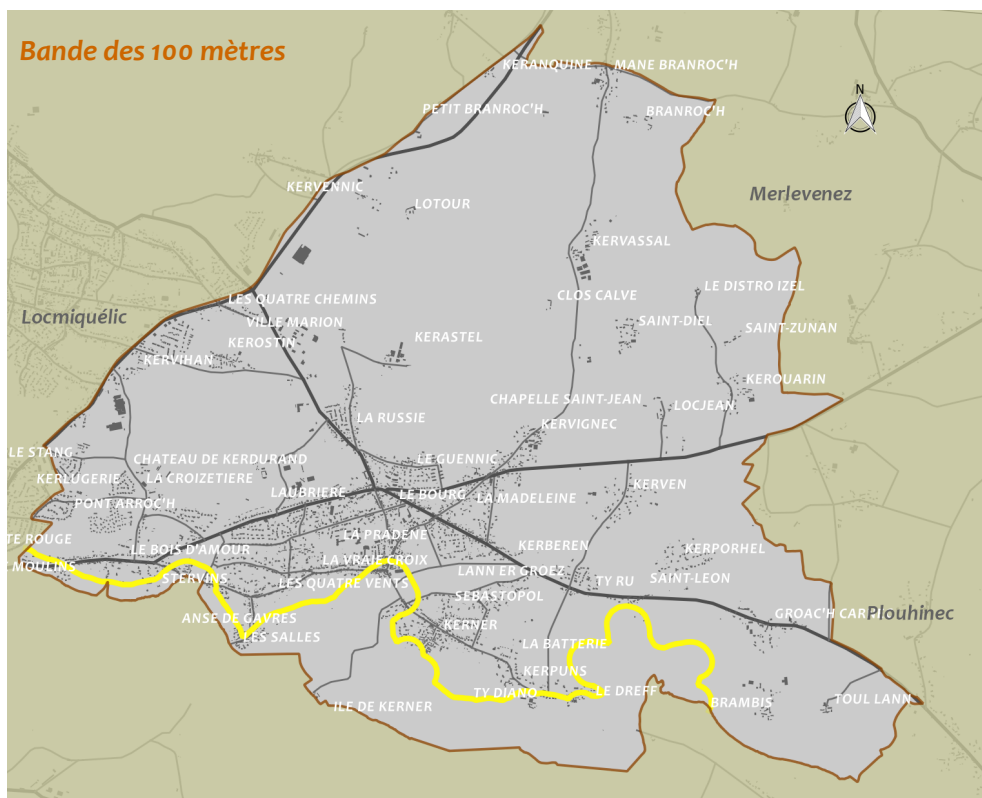 Bande des 100 mètres
N
KERANQUINE
MANE BRANROC'H
PETIT BRANROC'H
BRANROC'H
KERVENNIC
Merlevenez
LOTOUR
KERVASSAL
LE DISTRO IZEL
CLOS CALVE
LES QUATRE CHEMINS
Locmiquélic
VILLE MARION
SAINT-DIEL
SAINT-ZUNAN
KEROSTIN
KERASTEL
KERVIHAN
KEROUARIN
CHAPELLE SAINT-JEAN
LOCJEAN
LA RUSSIE
KERVIGNEC
LE STANG
CHATEAU DE KERDURAND
LE GUENNIC
KERLUGERIE
LA CROIZETIERE
KERVEN
LAUBRIERE
LE BOURG
LA MADELEINE
PONT ARROC'H
TE ROUGE
LA PRADENE
LE BOIS D'AMOUR
KERBEREN
KERPORHEL
LA VRAIE CROIX
MOULINS
STERVINS
LES QUATRE VENTS
LANN ER GROEZ
TY RU
SAINT-LEON
SEBASTOPOL
ANSE DE GAVRES
GROAC'H CAR
Plouhinec
KERNER
LES SALLES
LA BATTERIE
KERPUNS
TY DIANO
LE DREFF
ILE DE KERNER
BRAMBIS
TOUL LANN